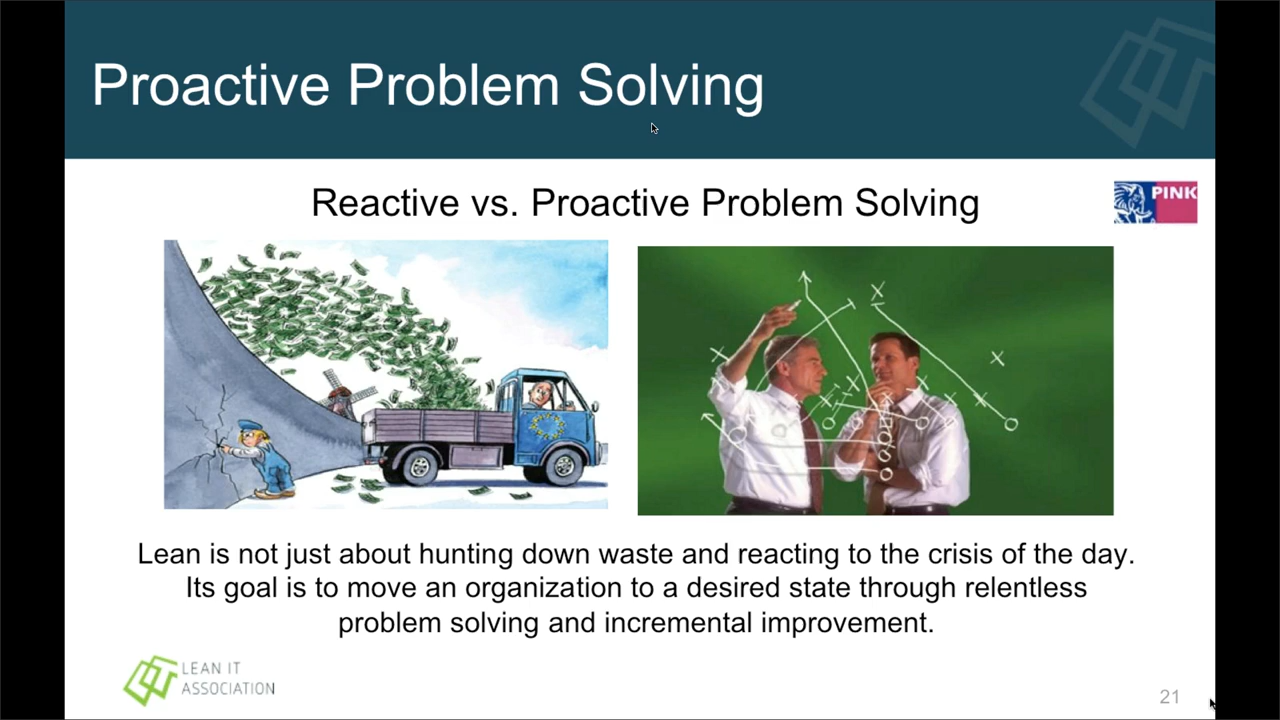 Proactive Problem Solving
Reactive vs. Proactive Problem Solving
PINK
Lean is not just about hunting down waste and reacting to the crisis of the day.
Its goal is to move an organization to a desired state through relentless
problem solving and incremental improvement.
LEAN IT
ASSOCIATION
21